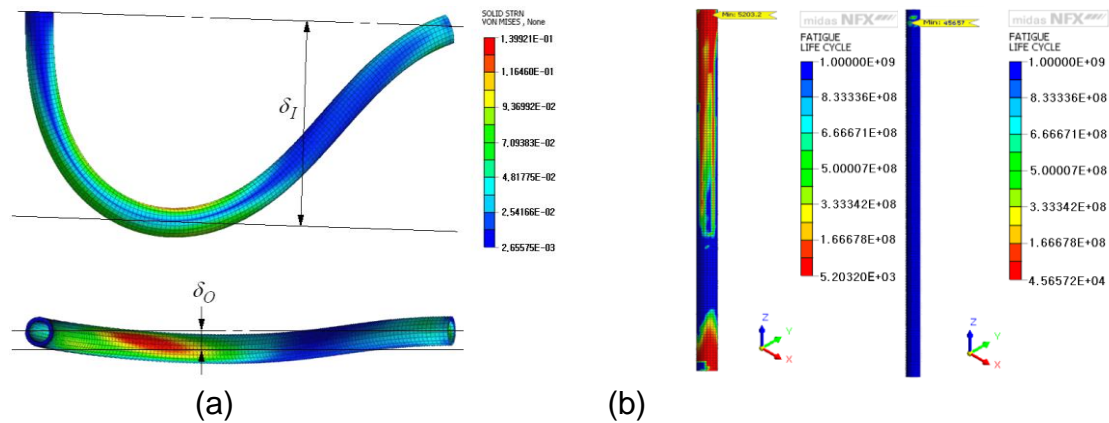 SOLID STRN
VON MISES , None
1.39921E-01
1.16460E-01
9.36992E-02
7.09383E-02
4.81775E-02
2.54166E-02
2.65575E-03
δI
δO
(a)
Min: 5203.2
midas NFX
FATIGUE
LIFE CYCLE
1.00000E+09
8.33336E+08
6.66671E+08
5.00007E+08
3.33342E+08
1.66678E+08
5.20320E+03
Z
Y
X
Min: 45657
midas NFX
FATIGUE
LIFE CYCLE
1.00000E+09
8.33336E+08
6.66671E+08
5.00007E+08
3.33342E+08
1.66678E+08
4.56572E+04
Z
Y
X
(b)